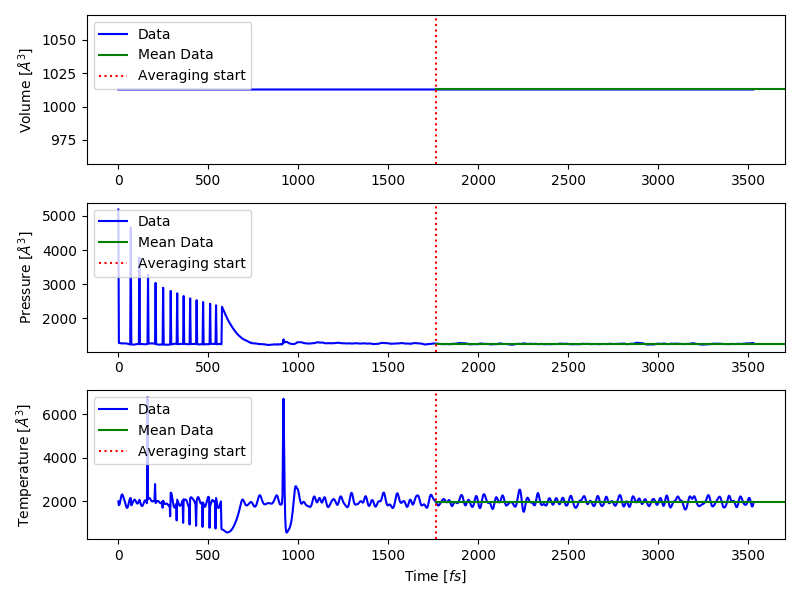 Volume [Å³]
1050
1025
1000
975
Data
Mean Data
Averaging start
0 500 1000 1500 2000 2500 3000 3500
Pressure [Å³]
5000
4000
3000
2000
Data
Mean Data
Averaging start
0 500 1000 1500 2000 2500 3000 3500
Temperature [Å³]
6000
4000
2000
Data
Mean Data
Averaging start
0 500 1000 1500 2000 2500 3000 3500
Time [fs]